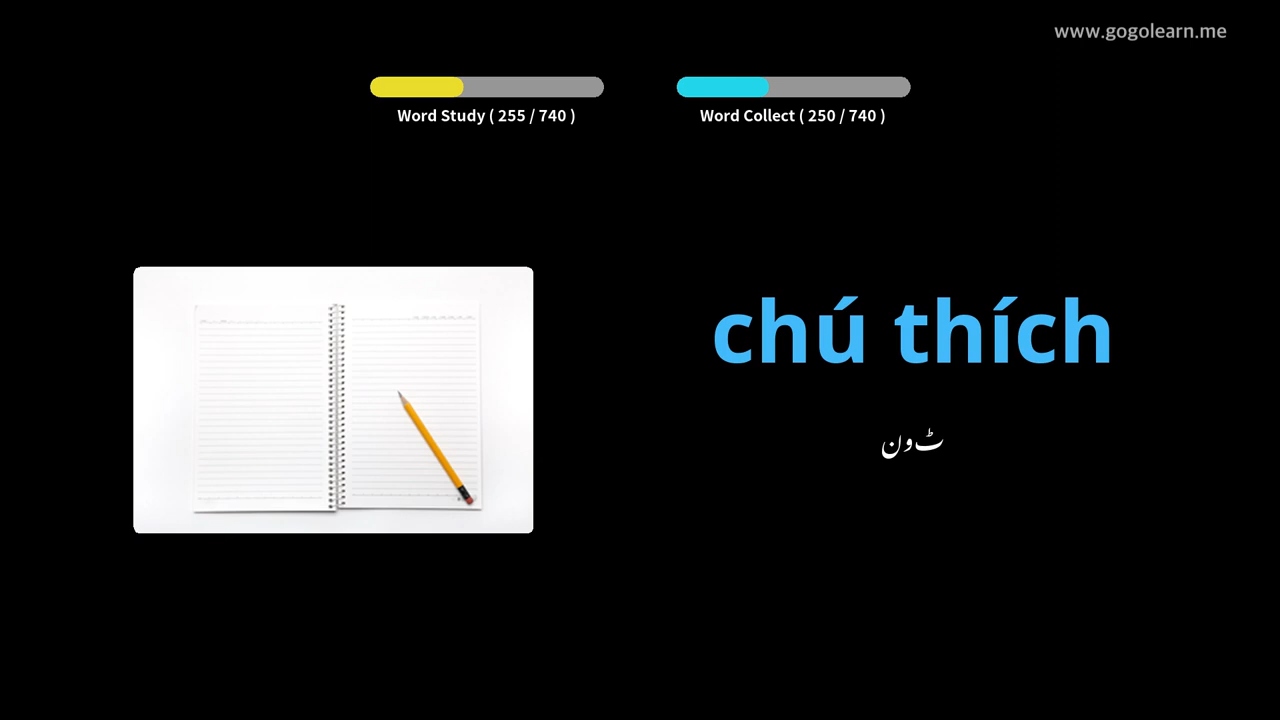 www.gogolearn.me
Word Study ( 255 / 740 )
Word Collect ( 250 / 740 )
chú thích
ٹون